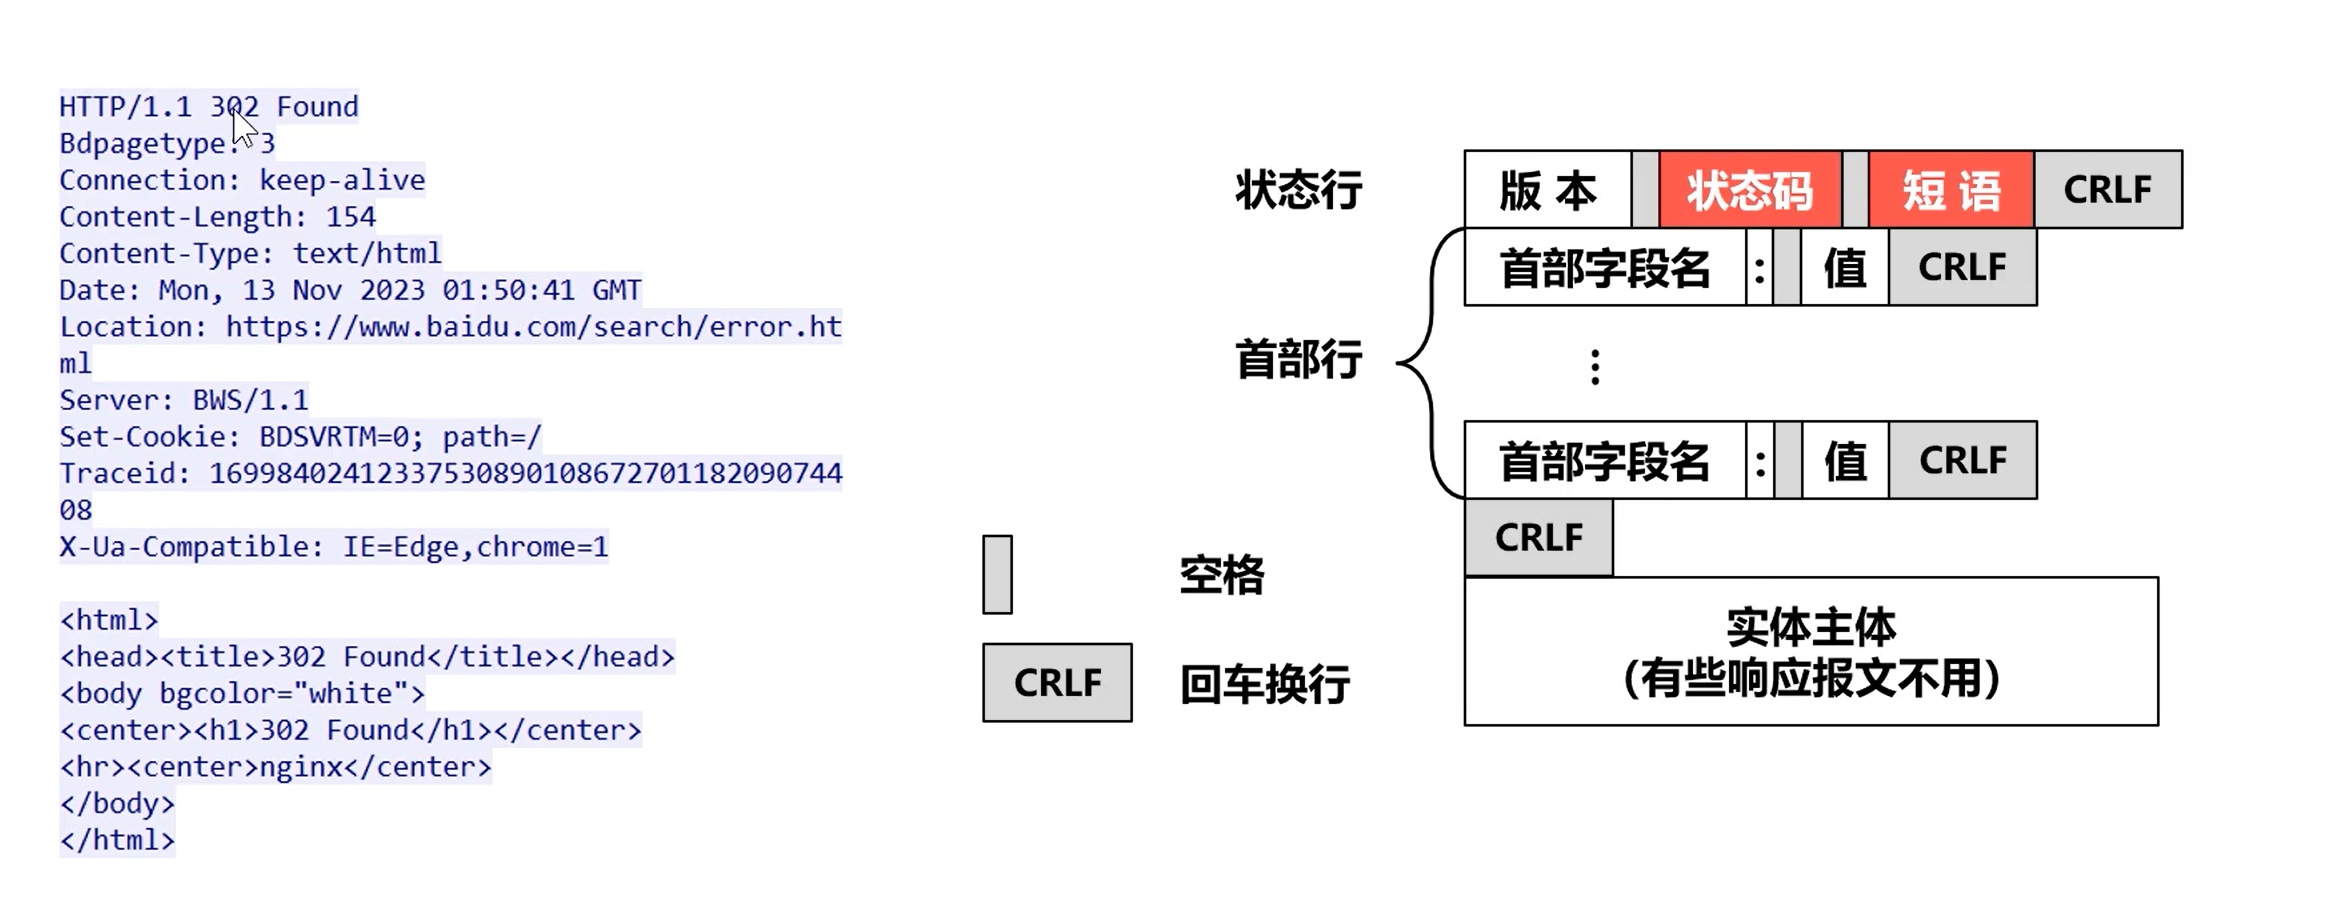 HTTP/1.1 302 Found
Bdpagetype: 3
Connection: keep-alive
Content-Length: 154
Content-Type: text/html
Date: Mon, 13 Nov 2023 01:50:41 GMT
Location: https://www.baidu.com/search/error.ht
ml
Server: BWS/1.1
Set-Cookie: BDSVRTM=0; path=/
Traceid: 16998402412337530890108672701182090744
08
X-Ua-Compatible: IE=Edge,chrome=1
<html>
<head><title>302 Found</title></head>
<body bgcolor="white">
<center><h1>302 Found</h1></center>
<hr><center>nginx</center>
</body>
</html>
状态行 版本 状态码 短语 CRLF
首部字段名 : 值 CRLF
首部行 ⋮
首部字段名 : 值 CRLF
CRLF
空格
CRLF 回车换行
实体主体
(有些响应报文不用)